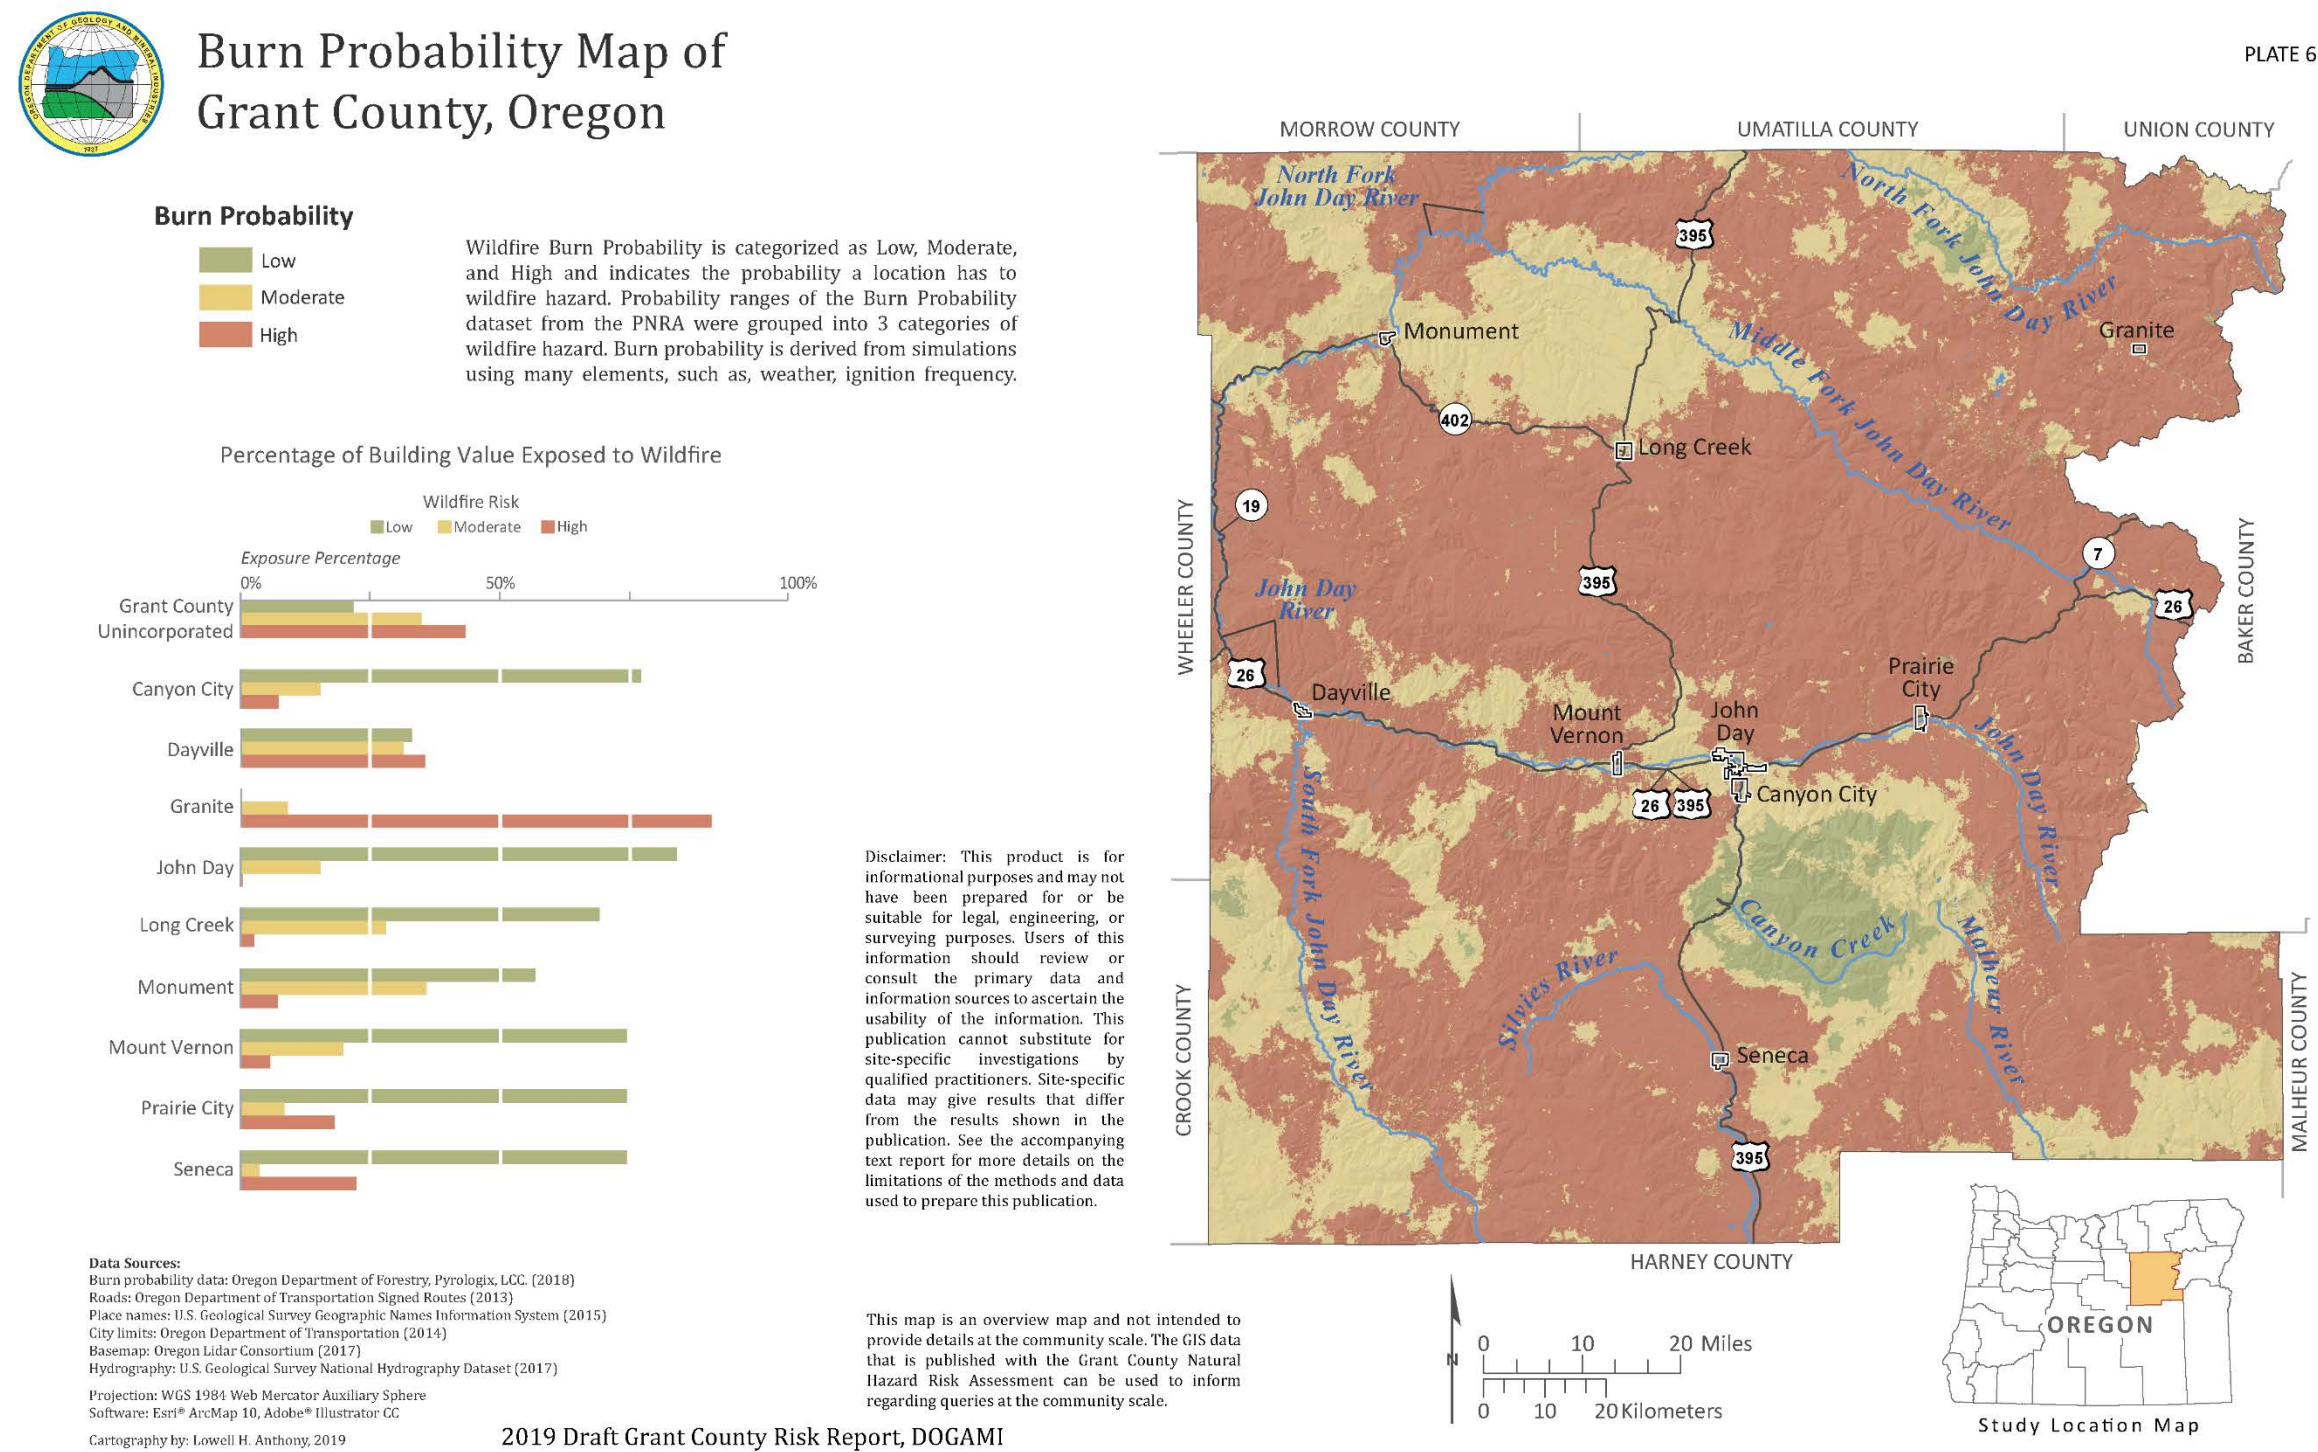 OREGON DEPARTMENT OF GEOLOGY AND MINERAL INDUSTRIES
1937
Burn Probability Map of
Grant County, Oregon
PLATE 6
Burn Probability
Low
Moderate
High
Wildfire Burn Probability is categorized as Low, Moderate,
and High and indicates the probability a location has to
wildfire hazard. Probability ranges of the Burn Probability
dataset from the PNRA were grouped into 3 categories of
wildfire hazard. Burn probability is derived from simulations
using many elements, such as, weather, ignition frequency.
Percentage of Building Value Exposed to Wildfire
Wildfire Risk
Low Moderate High
Exposure Percentage
0% 50% 100%
Grant County
Unincorporated
Canyon City
Dayville
Granite
John Day
Long Creek
Monument
Mount Vernon
Prairie City
Seneca
Data Sources:
Burn probability data: Oregon Department of Forestry, Pyrologix, LCC. (2018)
Roads: Oregon Department of Transportation Signed Routes (2013)
Place names: U.S. Geological Survey Geographic Names Information System (2015)
City limits: Oregon Department of Transportation (2014)
Basemap: Oregon Lidar Consortium (2017)
Hydrography: U.S. Geological Survey National Hydrography Dataset (2017)
Projection: WGS 1984 Web Mercator Auxiliary Sphere
Software: Esri® ArcMap 10, Adobe® Illustrator CC
Cartography by: Lowell H. Anthony, 2019
2019 Draft Grant County Risk Report, DOGAMI
Disclaimer: This product is for
informational purposes and may not
have been prepared for or be
suitable for legal, engineering, or
surveying purposes. Users of this
information should review or
consult the primary data and
information sources to ascertain the
usability of the information. This
publication cannot substitute for
site-specific investigations by
qualified practitioners. Site-specific
data may give results that differ
from the results shown in the
publication. See the accompanying
text report for more details on the
limitations of the methods and data
used to prepare this publication.
This map is an overview map and not intended to
provide details at the community scale. The GIS data
that is published with the Grant County Natural
Hazard Risk Assessment can be used to inform
regarding queries at the community scale.
MORROW COUNTY
UMATILLA COUNTY
UNION COUNTY
North Fork
John Day River
North Fork John Day River
395
Granite
Monument
Middle Fork John Day River
402
Long Creek
19
WHEELER COUNTY
BAKER COUNTY
7
395
26
John Day
River
26
Dayville
Prairie
City
Mount
Vernon
John
Day
John Day River
26 395
Canyon City
South Fork John Day River
Canyon Creek
Malheur River
Silvies River
CROOK COUNTY
MALHEUR COUNTY
Seneca
395
HARNEY COUNTY
N
0 10 20 Miles
0 10 20 Kilometers
OREGON
Study Location Map